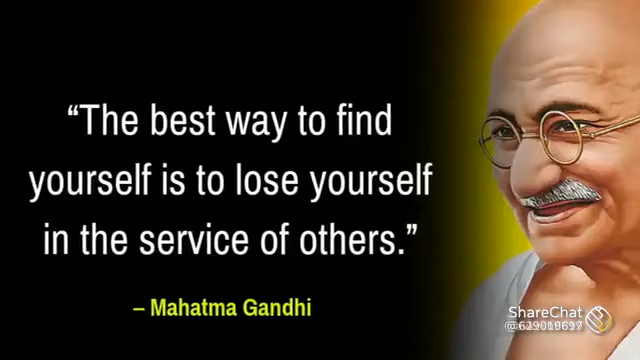 “The best way to find
yourself is to lose yourself
in the service of others.”
– Mahatma Gandhi
ShareChat